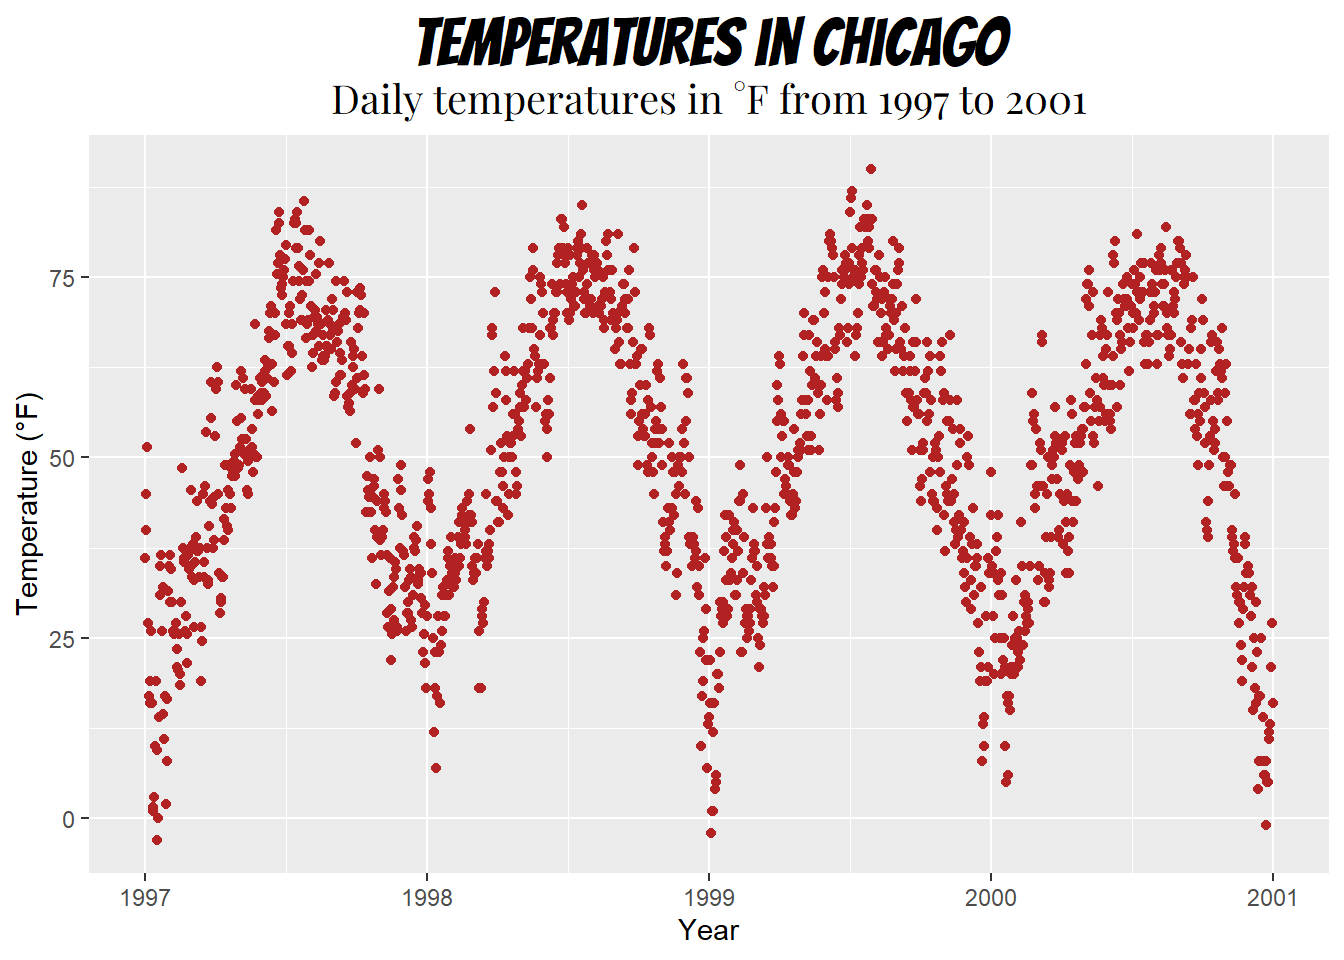 TEMPERATURES IN CHICAGO
Daily temperatures in °F from 1997 to 2001
Temperature (°F)
75
50
25
0
1997 1998 1999 2000 2001
Year